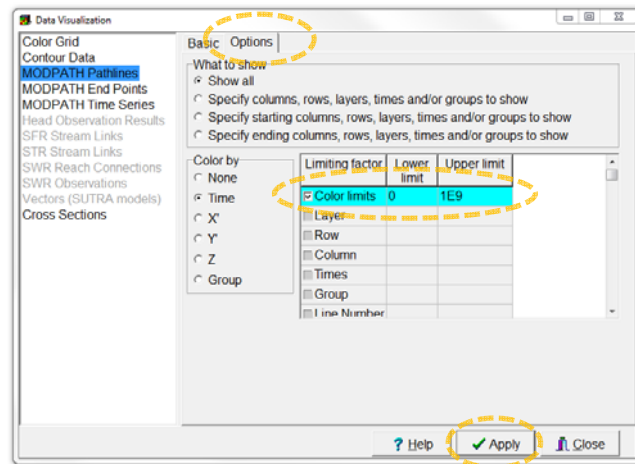 Data Visualization
Color Grid
Contour Data
MODPATH Pathlines
MODPATH End Points
MODPATH Time Series
Head Observation Results
SFR Stream Links
STR Stream Links
SWR Reach Connections
SWR Observations
Vectors (SUTRA models)
Cross Sections
Basic Options
What to show
Show all
Specify columns, rows, layers, times and/or groups to show
Specify starting columns, rows, layers, times and/or groups to show
Specify ending columns, rows, layers, times and/or groups to show
Color by
None
Time
X'
Y'
Z
Group
Limiting factor Lower limit Upper limit
Color limits 0 1E9
Layer
Row
Column
Times
Group
Line Number
? Help Apply Close